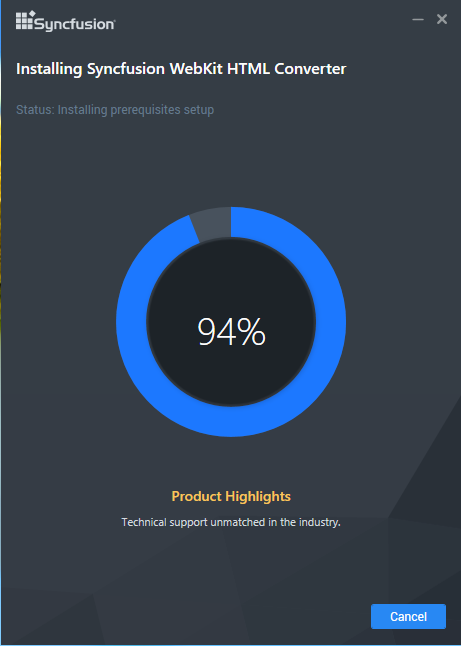 Syncfusion
Installing Syncfusion WebKit HTML Converter
Status: Installing prerequisites setup
94%
Product Highlights
Technical support unmatched in the industry.
Cancel